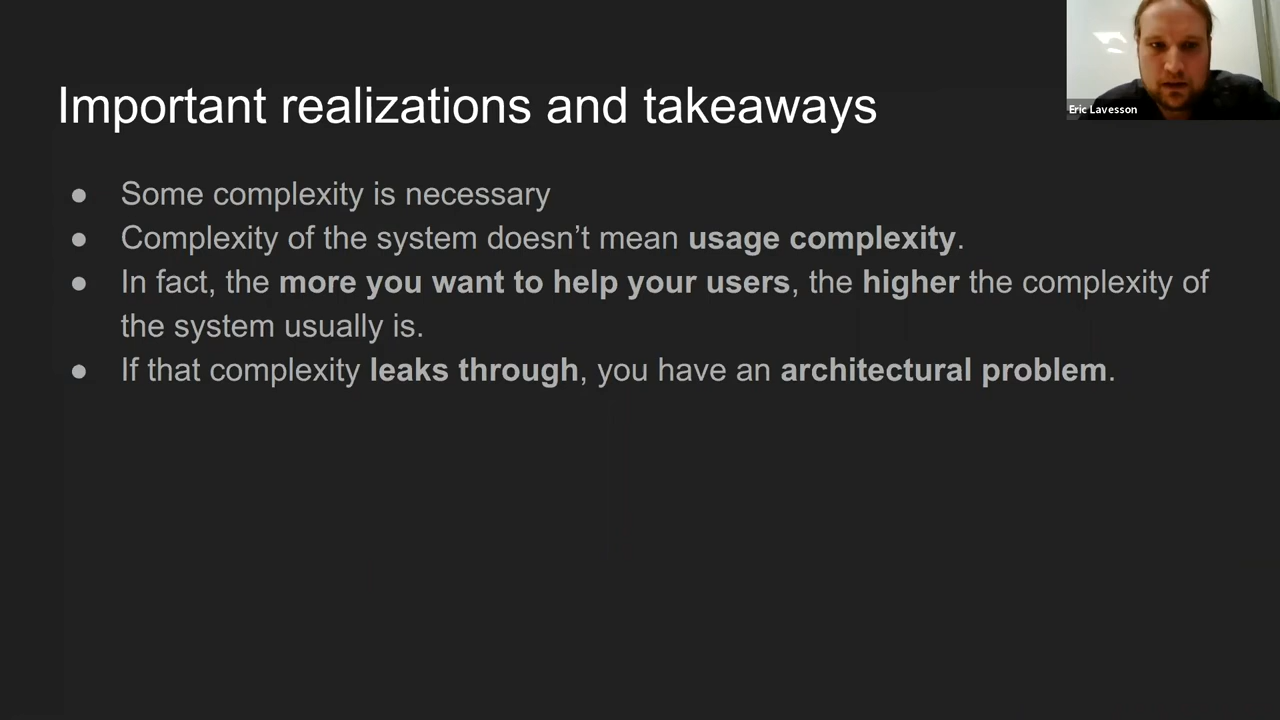 Important realizations and takeaways
Eric Lavesson
● Some complexity is necessary
● Complexity of the system doesn’t mean usage complexity.
● In fact, the more you want to help your users, the higher the complexity of
the system usually is.
● If that complexity leaks through, you have an architectural problem.